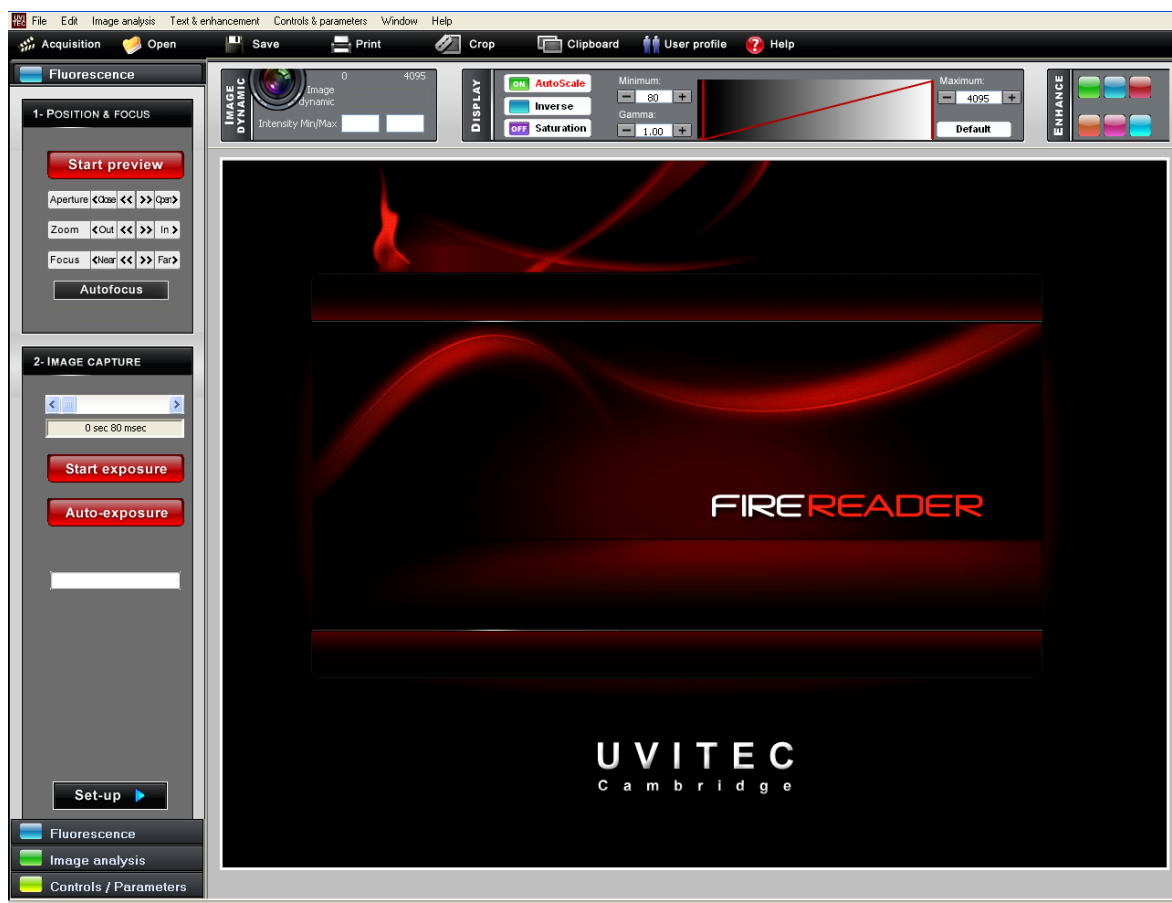 UVI TEC File Edit Image analysis Text & enhancement Controls & parameters Window Help
Acquisition Open Save Print Crop Clipboard User profile ? Help
Fluorescence
1- POSITION & FOCUS
Start preview
Aperture <Close << >> Open>
Zoom <Out << >> In >
Focus <Near << >> Far>
Autofocus
2- IMAGE CAPTURE
< >
0 sec 80 msec
Start exposure
Auto-exposure
Set-up
Fluorescence
Image analysis
Controls / Parameters
IMAGE DYNAMIC
0 4095
Image
dynamic
Intensity Min/Max
DISPLAY
ON AutoScale
Inverse
OFF Saturation
Minimum:
− 80 +
Gamma:
− 1.00 +
Maximum:
− 4095 +
Default
ENHANCE
FIREREADER
UVITEC
Cambridge